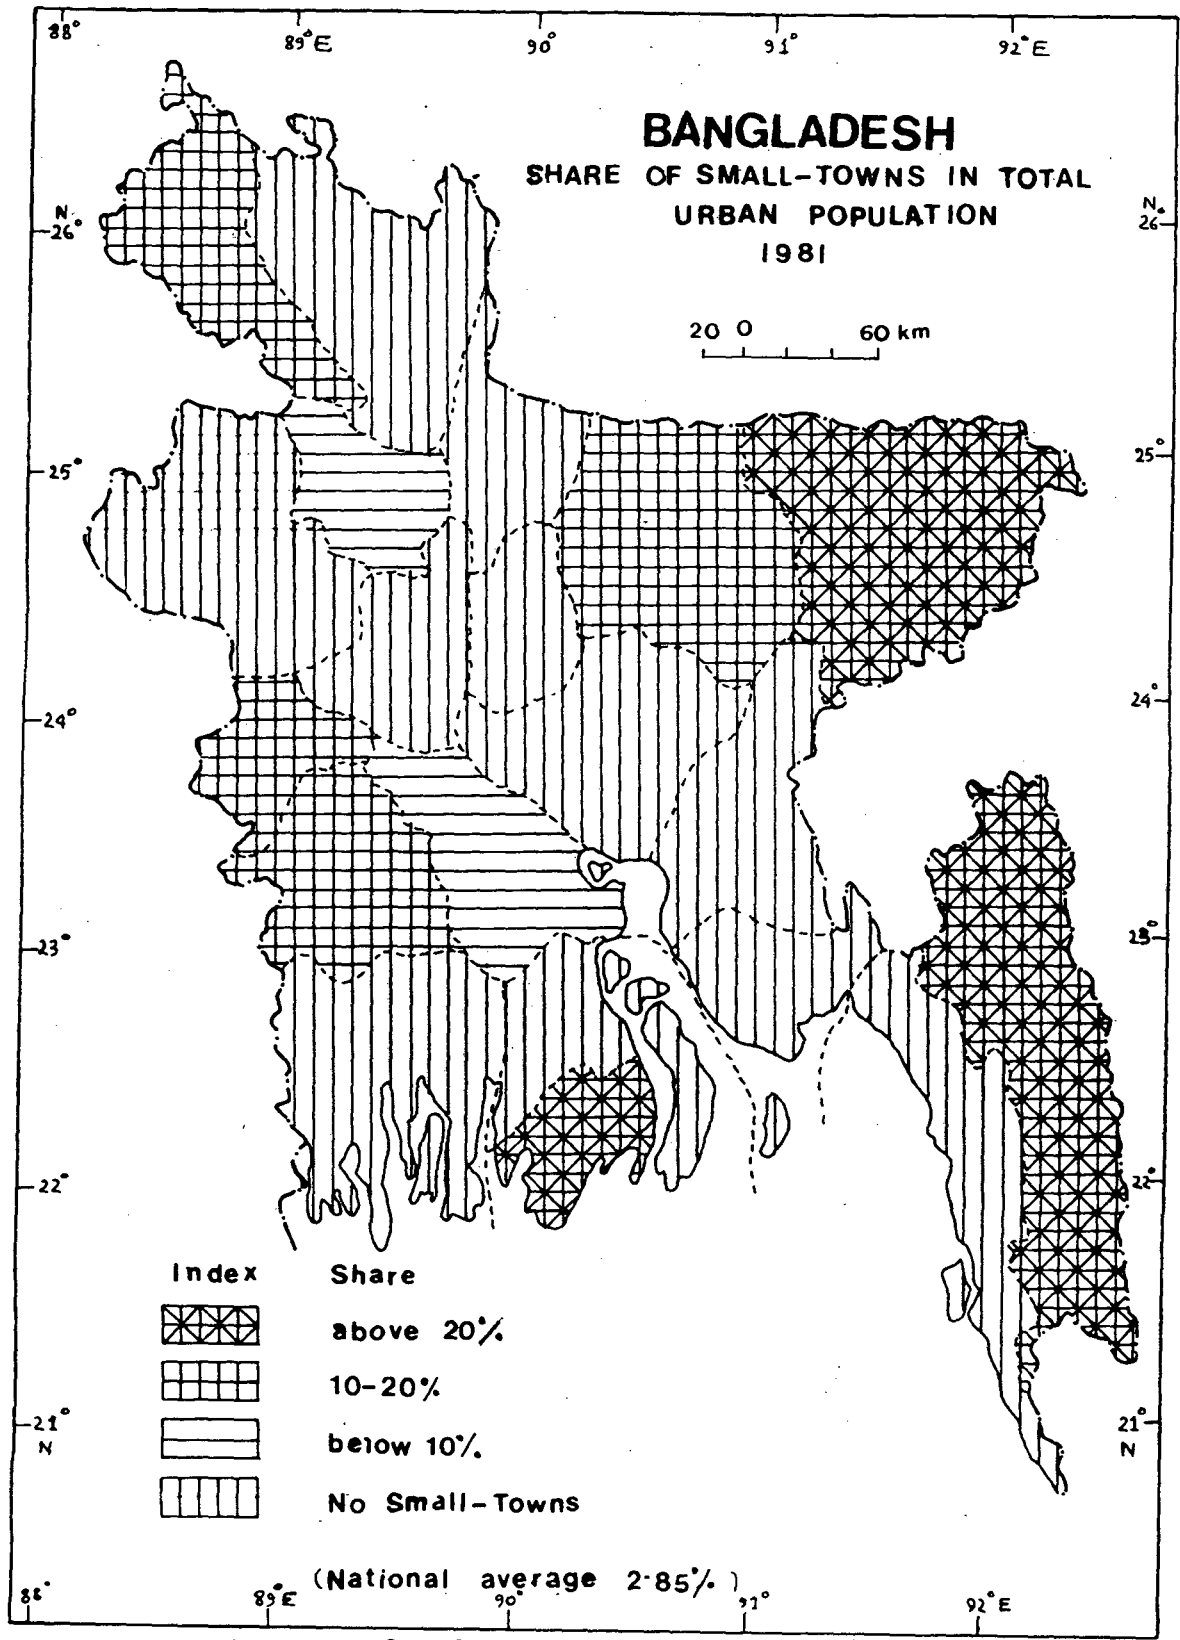 88° 89°E 90° 91° 92°E
BANGLADESH
SHARE OF SMALL-TOWNS IN TOTAL
URBAN POPULATION
1981
N
26°
N
26°
20 0 60 km
25° 25°
24° 24°
23° 23°
22° 22°
Index Share
above 20%
10-20%
below 10%
No Small-Towns
21°
N
21°
N
(National average 2·85%)
88° 89°E 90° 91° 92°E